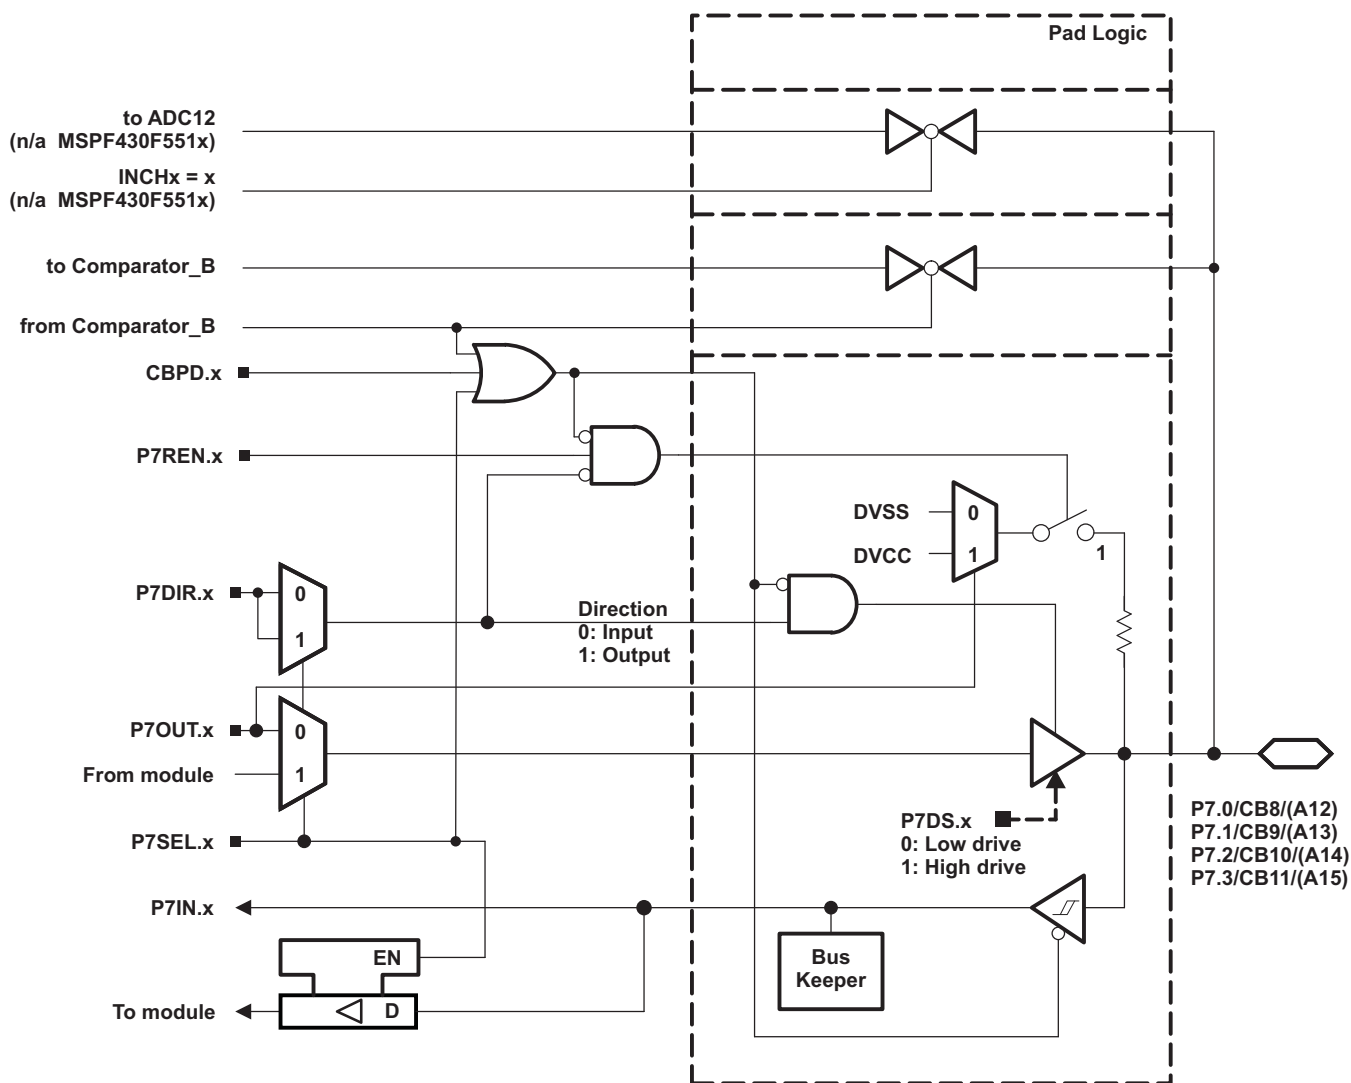 Pad Logic
to ADC12
(n/a MSPF430F551x)
INCHx = x
(n/a MSPF430F551x)
to Comparator_B
from Comparator_B
CBPD.x
P7REN.x
DVSS
0
DVCC
1
1
P7DIR.x
0
1
Direction
0: Input
1: Output
P7OUT.x
0
From module
1
P7DS.x
0: Low drive
1: High drive
P7.0/CB8/(A12)
P7.1/CB9/(A13)
P7.2/CB10/(A14)
P7.3/CB11/(A15)
P7SEL.x
P7IN.x
EN
Bus
Keeper
To module
D